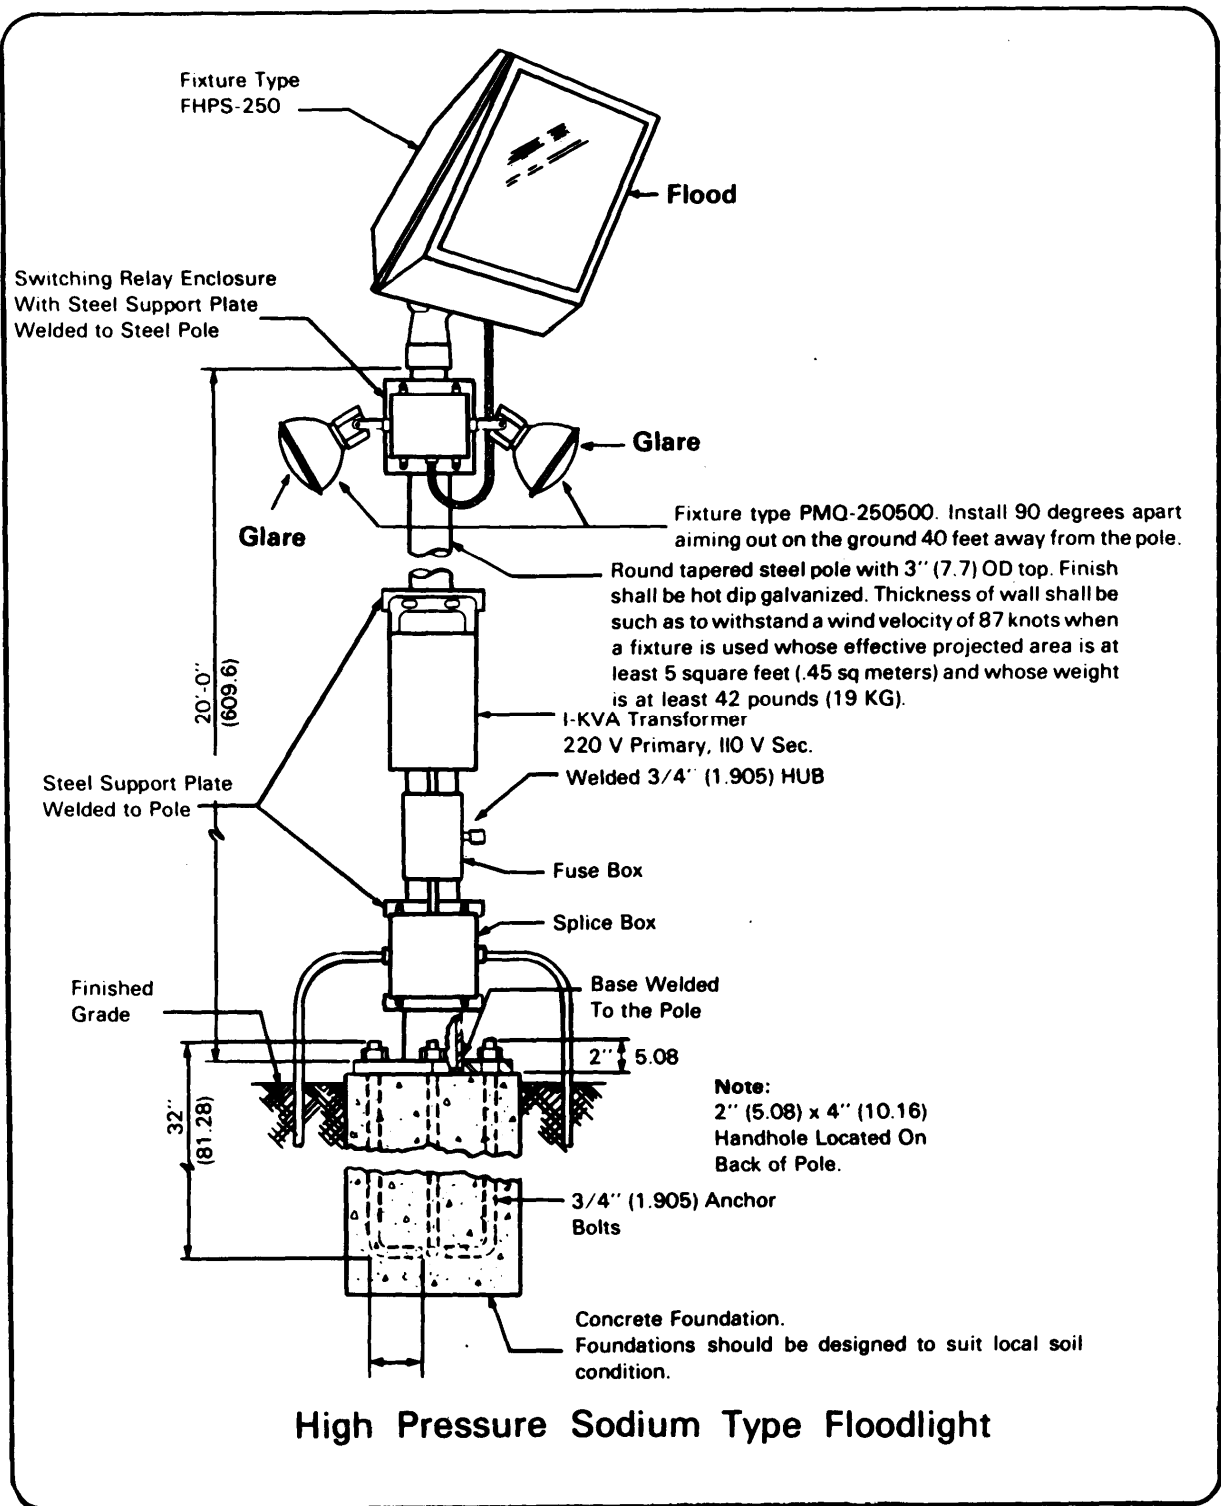 Fixture Type
FHPS-250
Flood
Switching Relay Enclosure
With Steel Support Plate
Welded to Steel Pole
Glare
Glare
Fixture type PMQ-250500. Install 90 degrees apart
aiming out on the ground 40 feet away from the pole.
Round tapered steel pole with 3'' (7.7) OD top. Finish
shall be hot dip galvanized. Thickness of wall shall be
such as to withstand a wind velocity of 87 knots when
a fixture is used whose effective projected area is at
least 5 square feet (.45 sq meters) and whose weight
is at least 42 pounds (19 KG).
20'-0''
(609.6)
I-KVA Transformer
220 V Primary, II0 V Sec.
Welded 3/4'' (1.905) HUB
Steel Support Plate
Welded to Pole
Fuse Box
Splice Box
Finished
Grade
Base Welded
To the Pole
2'' 5.08
32''
(81.28)
Note:
2'' (5.08) x 4'' (10.16)
Handhole Located On
Back of Pole.
3/4'' (1.905) Anchor
Bolts
Concrete Foundation.
Foundations should be designed to suit local soil
condition.
High Pressure Sodium Type Floodlight